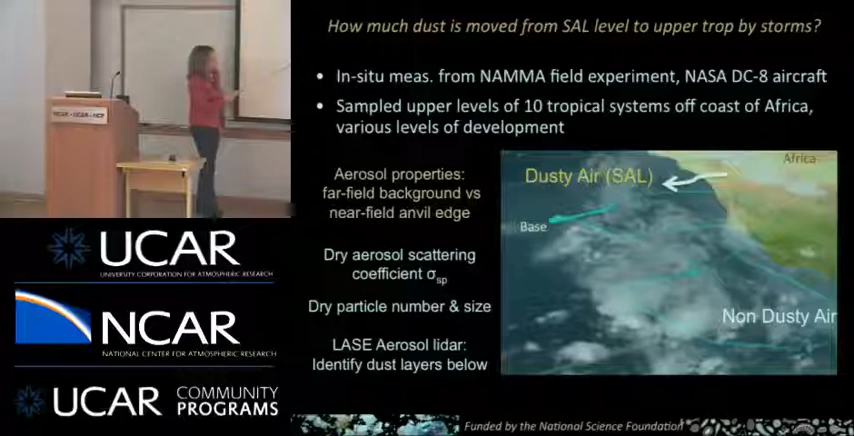 How much dust is moved from SAL level to upper trop by storms?
• In-situ meas. from NAMMA field experiment, NASA DC-8 aircraft
• Sampled upper levels of 10 tropical systems off coast of Africa,
various levels of development
Aerosol properties:
far-field background vs
near-field anvil edge
Dry aerosol scattering
coefficient σsp
Dry particle number & size
LASE Aerosol lidar:
Identify dust layers below
Africa
Dusty Air (SAL)
Base
Non Dusty Air
UCAR
UNIVERSITY CORPORATION FOR ATMOSPHERIC RESEARCH
NCAR
NATIONAL CENTER FOR ATMOSPHERIC RESEARCH
UCAR COMMUNITY
PROGRAMS
Funded by the National Science Foundation